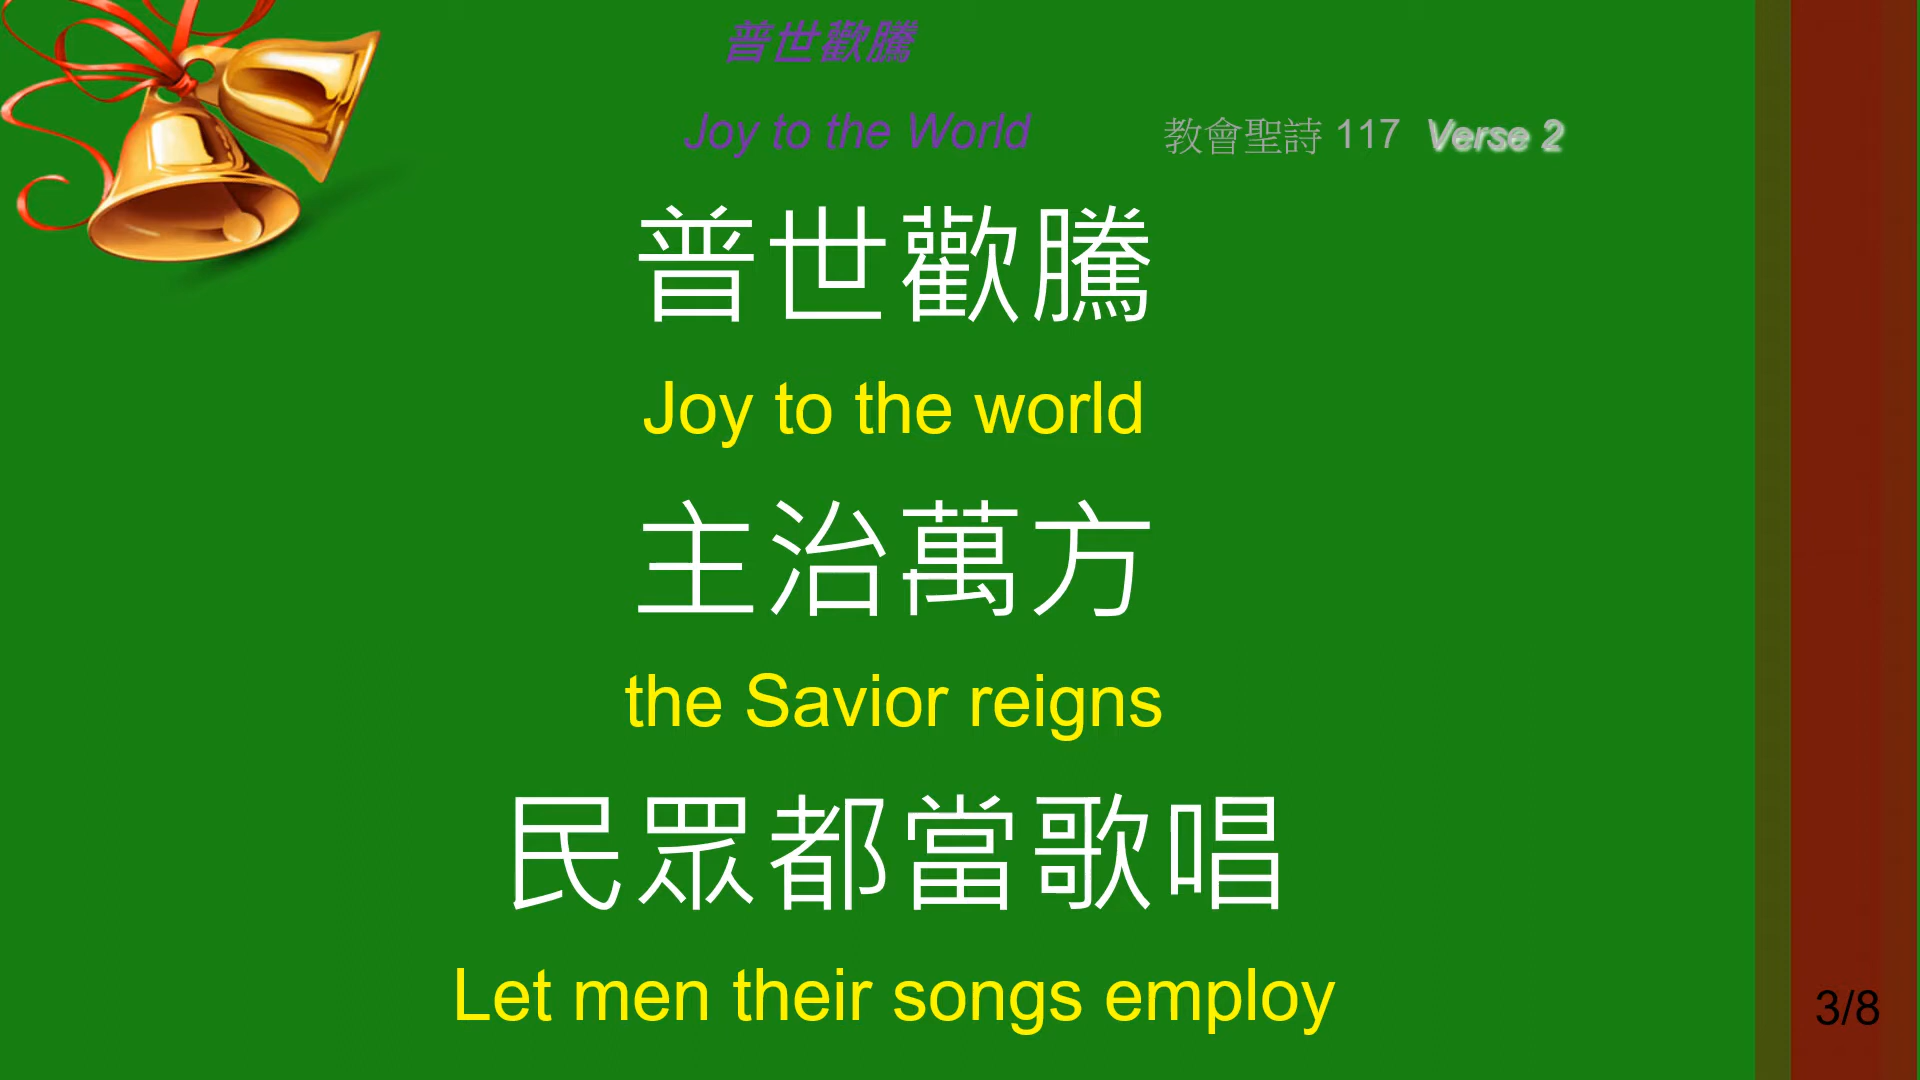 普世歡騰
Joy to the World 教會聖詩 117 Verse 2
普世歡騰
Joy to the world
主治萬方
the Savior reigns
民眾都當歌唱
Let men their songs employ
3/8